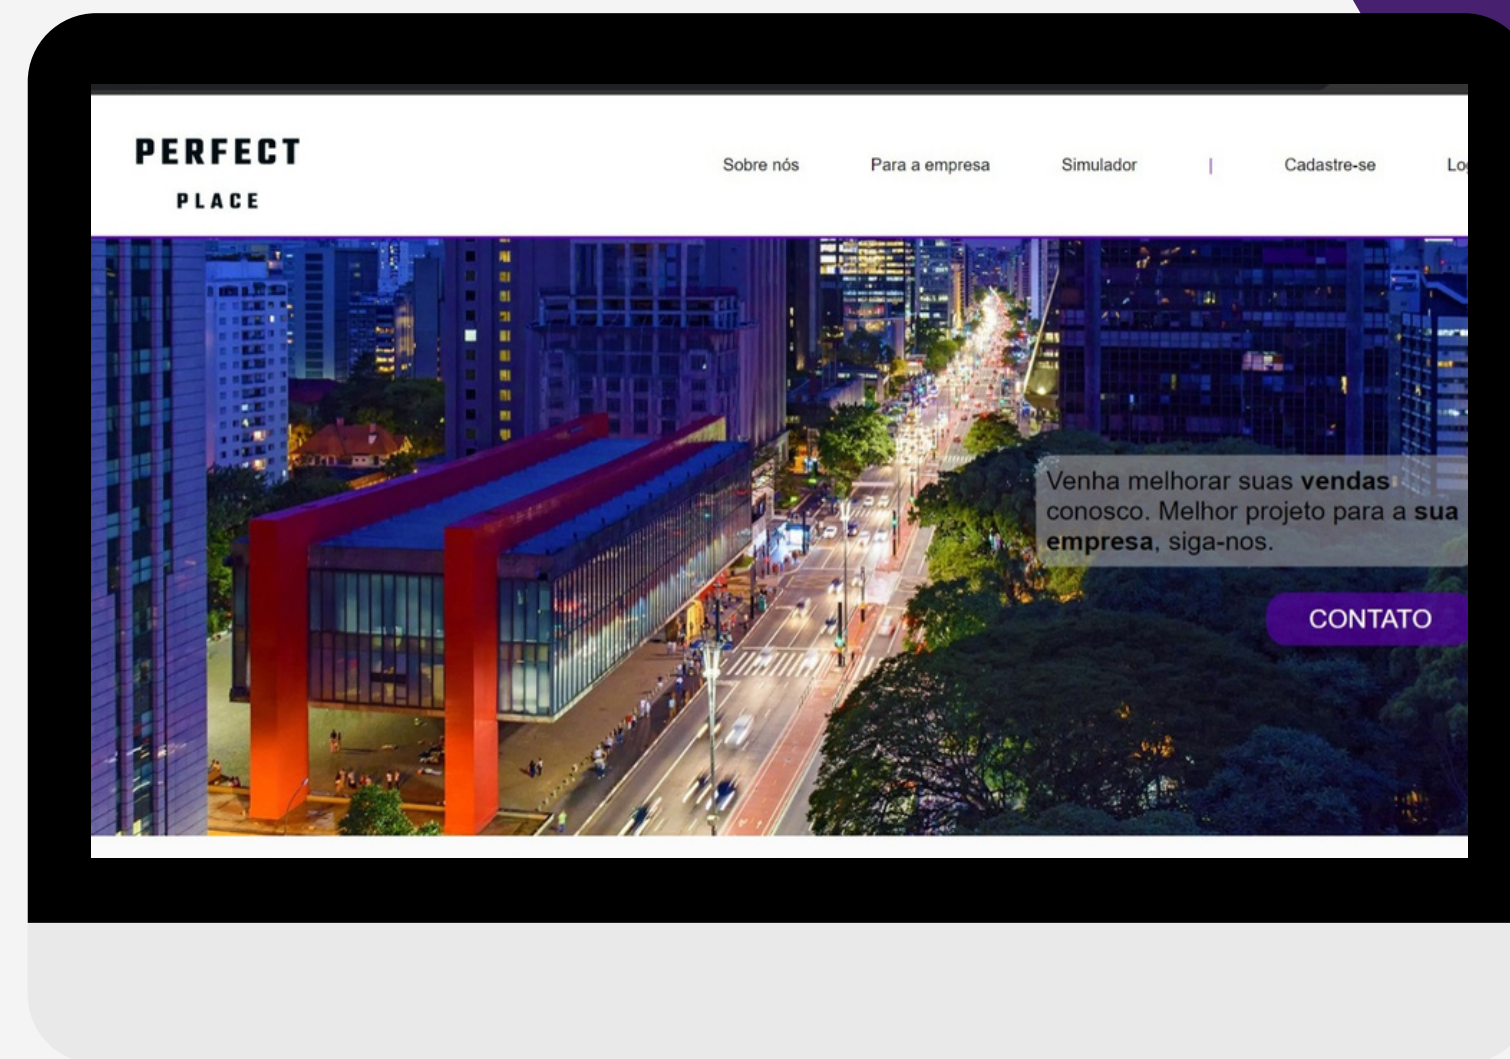 PERFECT
PLACE
Sobre nós Para a empresa Simulador | Cadastre-se
Venha melhorar suas vendas
conosco. Melhor projeto para a sua
empresa, siga-nos.
CONTATO